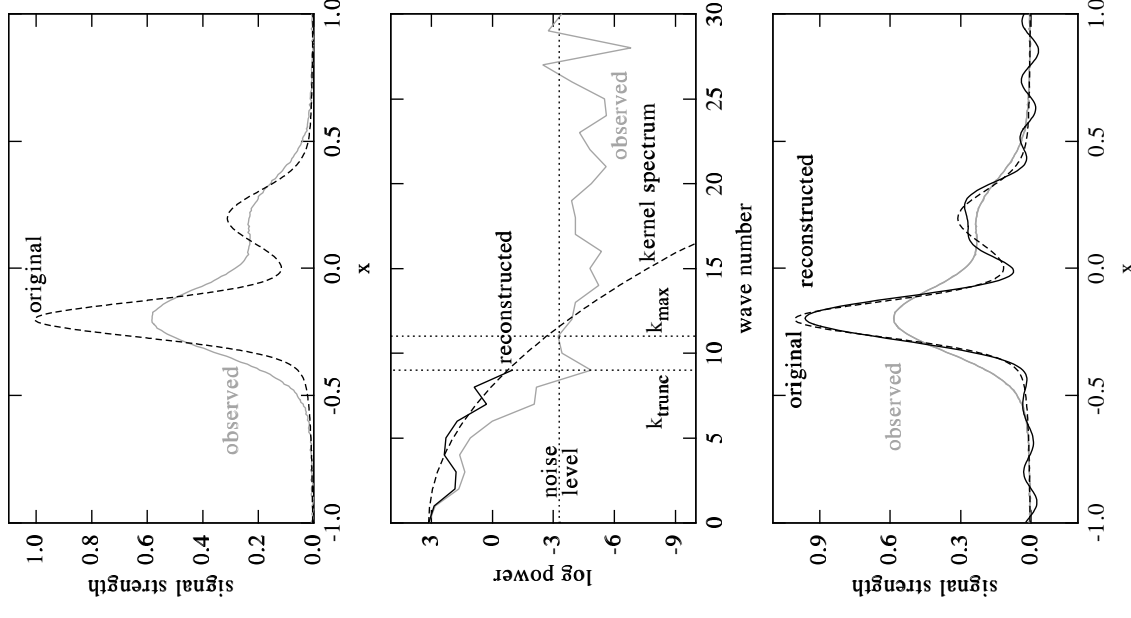 signal strength
1.0
0.8
0.6
0.4
0.2
0.0
original
observed
-1.0
-0.5
0.0
0.5
1.0
x
log power
3
0
-3
-6
-9
noise
level
reconstructed
observed
kernel spectrum
ktrunc
kmax
0
5
10
15
20
25
30
wave number
signal strength
0.9
0.6
0.3
0.0
original
reconstructed
observed
-1.0
-0.5
0.0
0.5
1.0
x